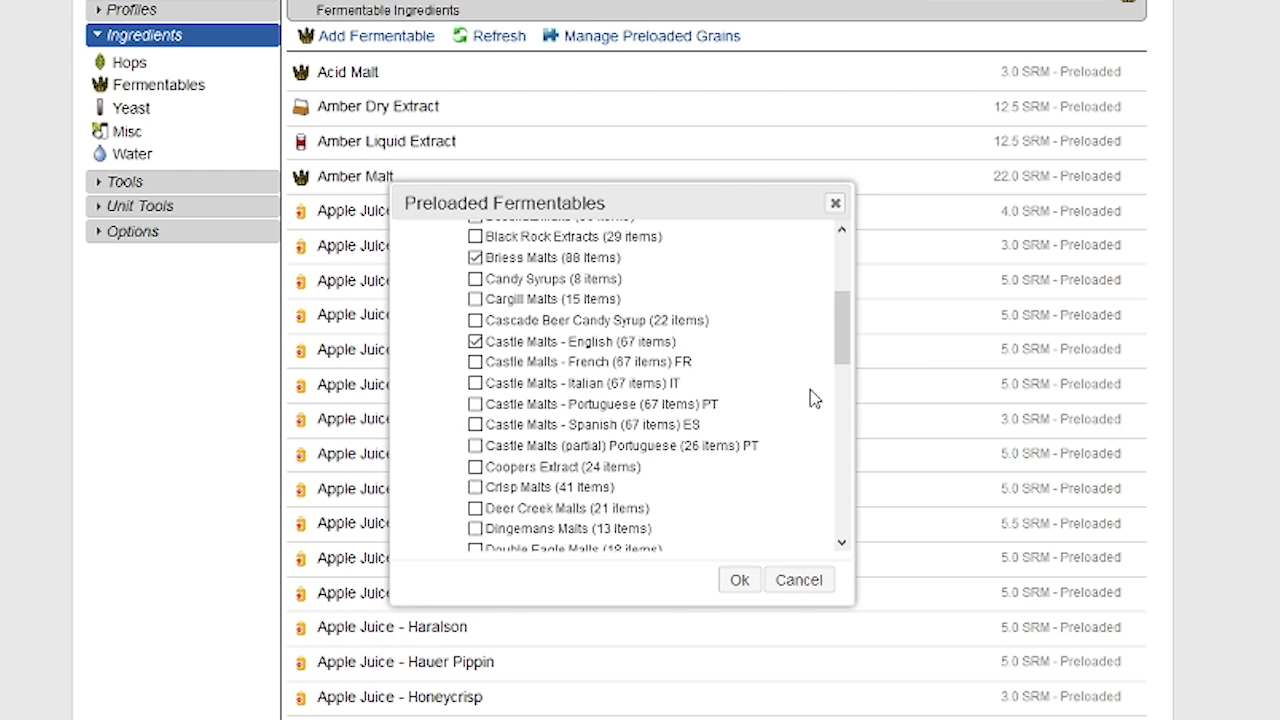 Profiles
Fermentable Ingredients
Ingredients
Add Fermentable Refresh Manage Preloaded Grains
Hops
Fermentables
Yeast
Misc
Water
Tools
Unit Tools
Options
Acid Malt 3.0 SRM - Preloaded
Amber Dry Extract 12.5 SRM - Preloaded
Amber Liquid Extract 12.5 SRM - Preloaded
Amber Malt 22.0 SRM - Preloaded
Apple Juice 4.0 SRM - Preloaded
Apple Juice 3.0 SRM - Preloaded
Apple Juice 5.0 SRM - Preloaded
Apple Juice 5.0 SRM - Preloaded
Apple Juice 5.0 SRM - Preloaded
Apple Juice 5.0 SRM - Preloaded
Apple Juice 3.0 SRM - Preloaded
Apple Juice 5.0 SRM - Preloaded
Apple Juice 5.0 SRM - Preloaded
Apple Juice 5.5 SRM - Preloaded
Apple Juice 5.0 SRM - Preloaded
Apple Juice 5.0 SRM - Preloaded
Apple Juice - Haralson 5.0 SRM - Preloaded
Apple Juice - Hauer Pippin 5.0 SRM - Preloaded
Apple Juice - Honeycrisp 3.0 SRM - Preloaded
Preloaded Fermentables
Black Rock Extracts (29 items)
Briess Malts (88 items)
Candy Syrups (8 items)
Cargill Malts (15 items)
Cascade Beer Candy Syrup (22 items)
Castle Malts - English (67 items)
Castle Malts - French (67 items) FR
Castle Malts - Italian (67 items) IT
Castle Malts - Portuguese (67 items) PT
Castle Malts - Spanish (67 items) ES
Castle Malts (partial) Portuguese (26 items) PT
Coopers Extract (24 items)
Crisp Malts (41 items)
Deer Creek Malts (21 items)
Dingemans Malts (13 items)
Double Eagle Malts (18 items)
Ok Cancel